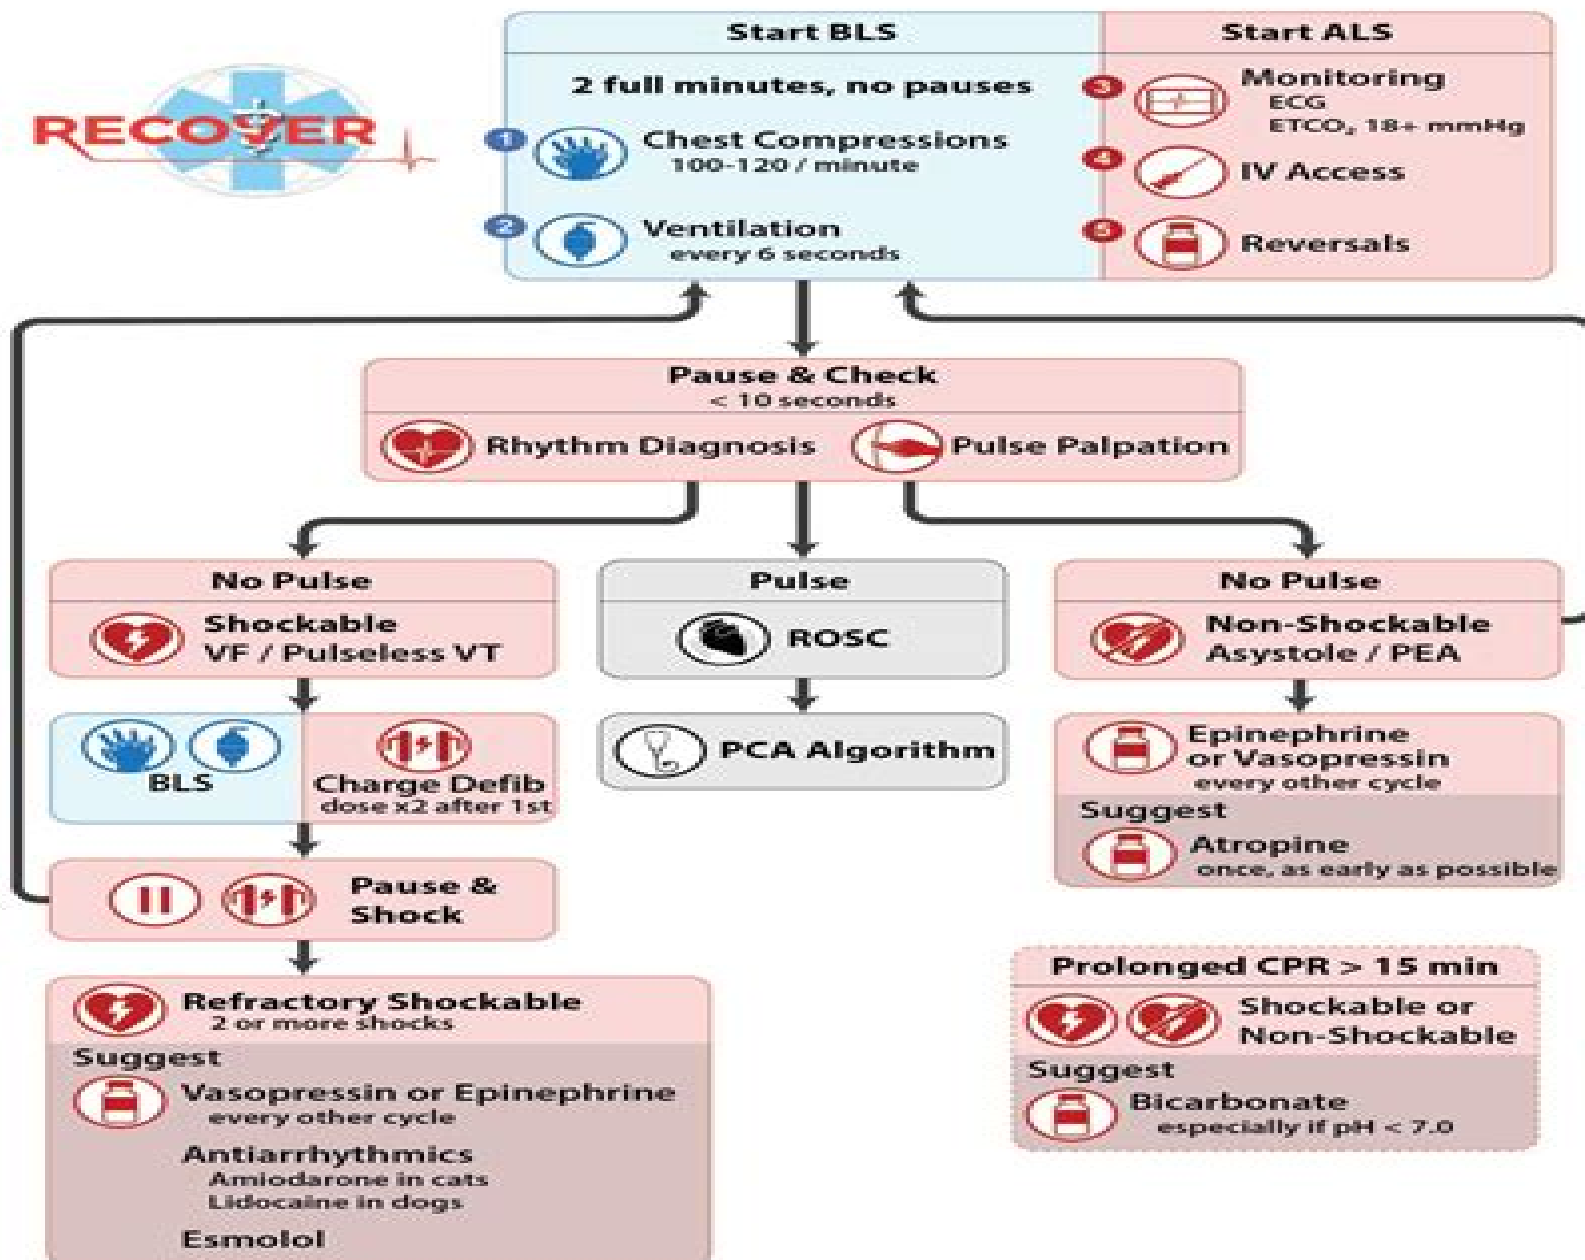 RECOVER
Start BLS
2 full minutes, no pauses
1
Chest Compressions
100-120 / minute
2
Ventilation
every 6 seconds
Start ALS
3
Monitoring
ECG
ETCO₂ 18+ mmHg
4
IV Access
5
Reversals
Pause & Check
< 10 seconds
Rhythm Diagnosis
Pulse Palpation
No Pulse
Shockable
VF / Pulseless VT
BLS
Charge Defib
dose x2 after 1st
Pause &
Shock
Refractory Shockable
2 or more shocks
Suggest
Vasopressin or Epinephrine
every other cycle
Antiarrhythmics
Amiodarone in cats
Lidocaine in dogs
Esmolol
Pulse
ROSC
PCA Algorithm
No Pulse
Non-Shockable
Asystole / PEA
Epinephrine
or Vasopressin
every other cycle
Suggest
Atropine
once, as early as possible
Prolonged CPR > 15 min
Shockable or
Non-Shockable
Suggest
Bicarbonate
especially if pH < 7.0